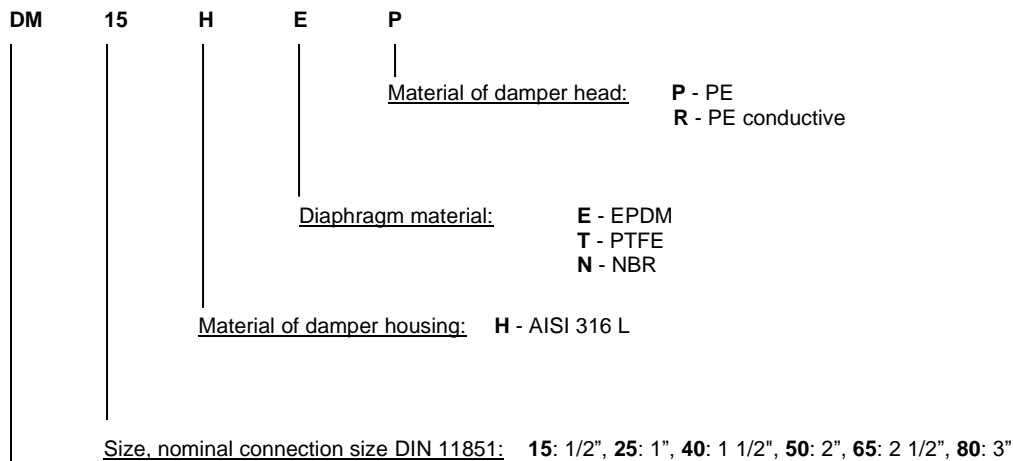 DM 15 H E P
Material of damper head: P - PE
R - PE conductive
Diaphragm material: E - EPDM
T - PTFE
N - NBR
Material of damper housing: H - AISI 316 L
Size, nominal connection size DIN 11851: 15: 1/2”, 25: 1”, 40: 1 1/2”, 50: 2”, 65: 2 1/2”, 80: 3”